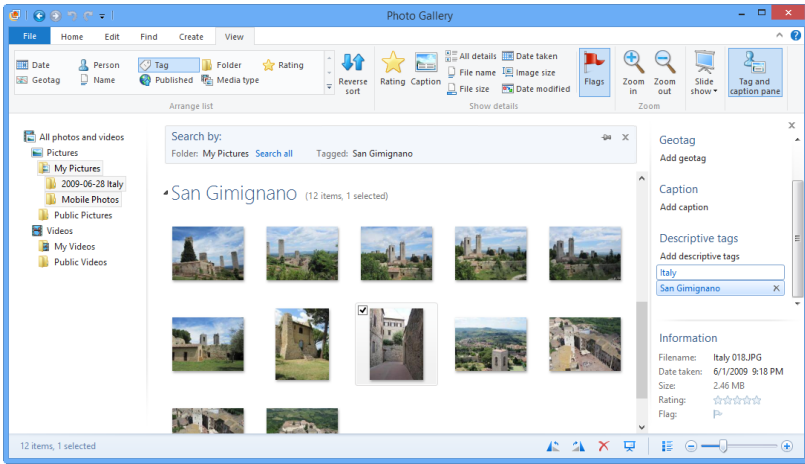 Photo Gallery
File Home Edit Find Create View
Date Person Tag Folder Rating
Geotag Name Published Media type
Arrange list
Reverse sort
Rating Caption
All details Date taken
File name Image size
File size Date modified
Show details
Flags
Zoom in Zoom out
Zoom
Slide show
Tag and caption pane
All photos and videos
Pictures
My Pictures
2009-06-28 Italy
Mobile Photos
Public Pictures
Videos
My Videos
Public Videos
Search by:
Folder: My Pictures Search all Tagged: San Gimignano
San Gimignano (12 items, 1 selected)
Geotag
Add geotag
Caption
Add caption
Descriptive tags
Add descriptive tags
Italy
San Gimignano
Information
Filename: Italy 018.JPG
Date taken: 6/1/2009 9:18 PM
Size: 2.46 MB
Rating:
Flag:
12 items, 1 selected